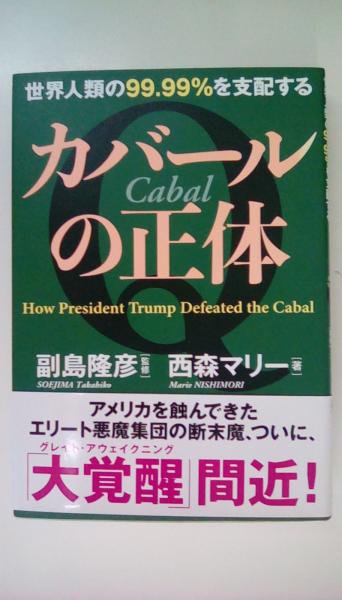 世界人類の99.99%を支配する
カバール
Cabal
の正体
How President Trump Defeated the Cabal
副島隆彦[監修] 西森マリー[著]
SOEJIMA Takahiko Marie NISHIMORI
アメリカを蝕んできた
エリート悪魔集団の断末魔、ついに、
グレイト・アウェイクニング
「大覚醒」間近!